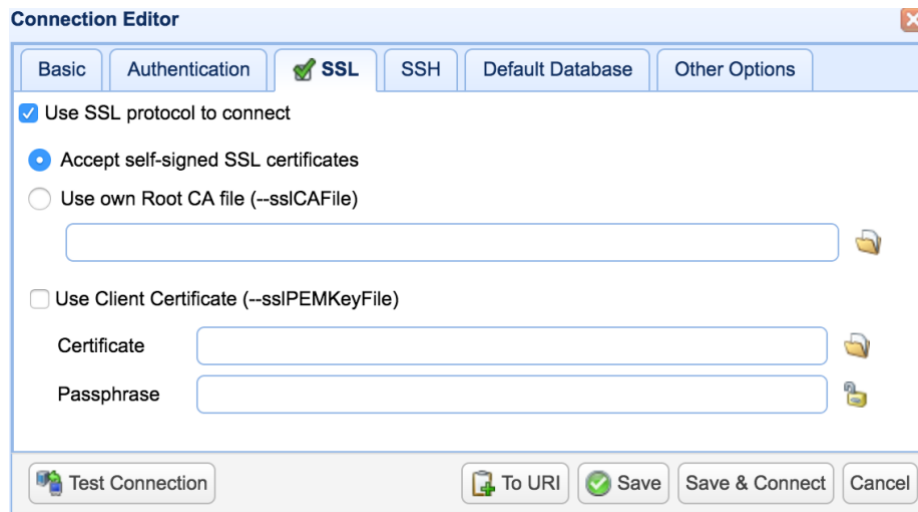 Connection Editor
Basic Authentication SSL SSH Default Database Other Options
Use SSL protocol to connect
Accept self-signed SSL certificates
Use own Root CA file (--sslCAFile)
Use Client Certificate (--sslPEMKeyFile)
Certificate
Passphrase
Test Connection To URI Save Save & Connect Cancel